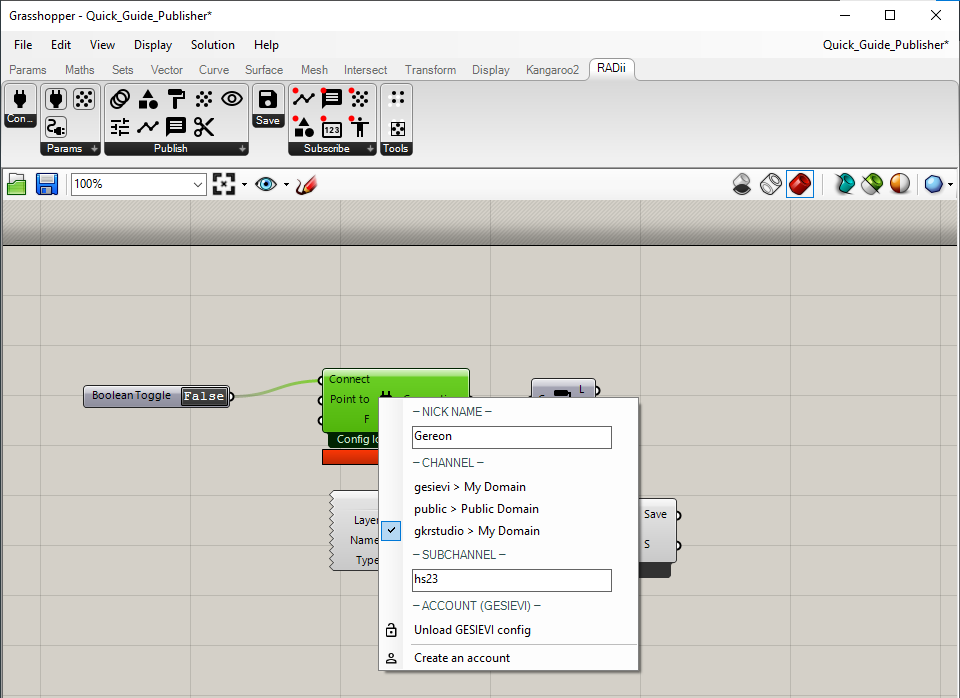 Grasshopper - Quick_Guide_Publisher*
File Edit View Display Solution Help Quick_Guide_Publisher*
Params Maths Sets Vector Curve Surface Mesh Intersect Transform Display Kangaroo2 RADii
Con... Params Publish Save 123 Subscribe Tools
100%
Boolean Toggle False
Connect
Point to
F
Config
L
– NICK NAME –
Gereon
– CHANNEL –
gesievi > My Domain
public > Public Domain
gkrstudio > My Domain
– SUBCHANNEL –
hs23
– ACCOUNT (GESIEVI) –
Unload GESIEVI config
Create an account
Layer
Name
Type
Save
S